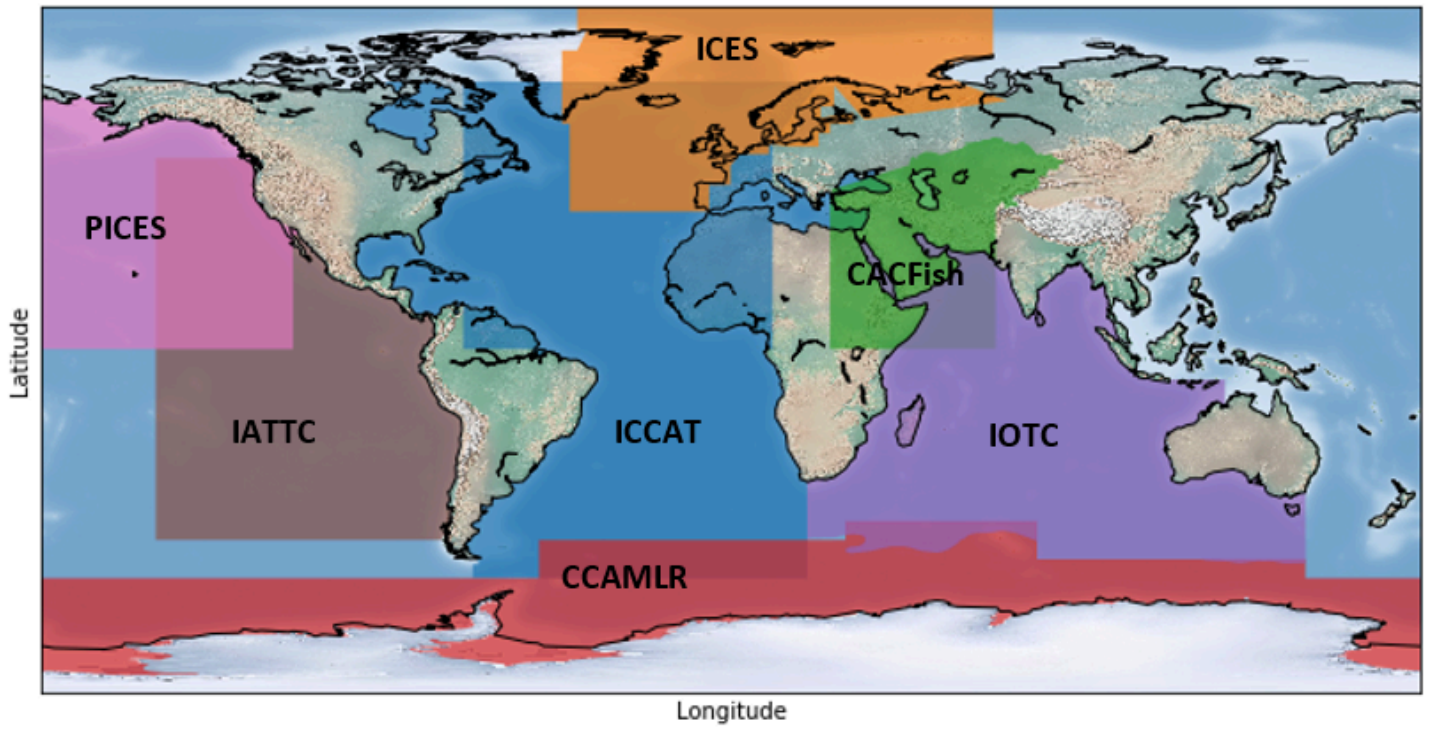 ICES
PICES
CACFish
IATTC
ICCAT
IOTC
CCAMLR
Latitude
Longitude